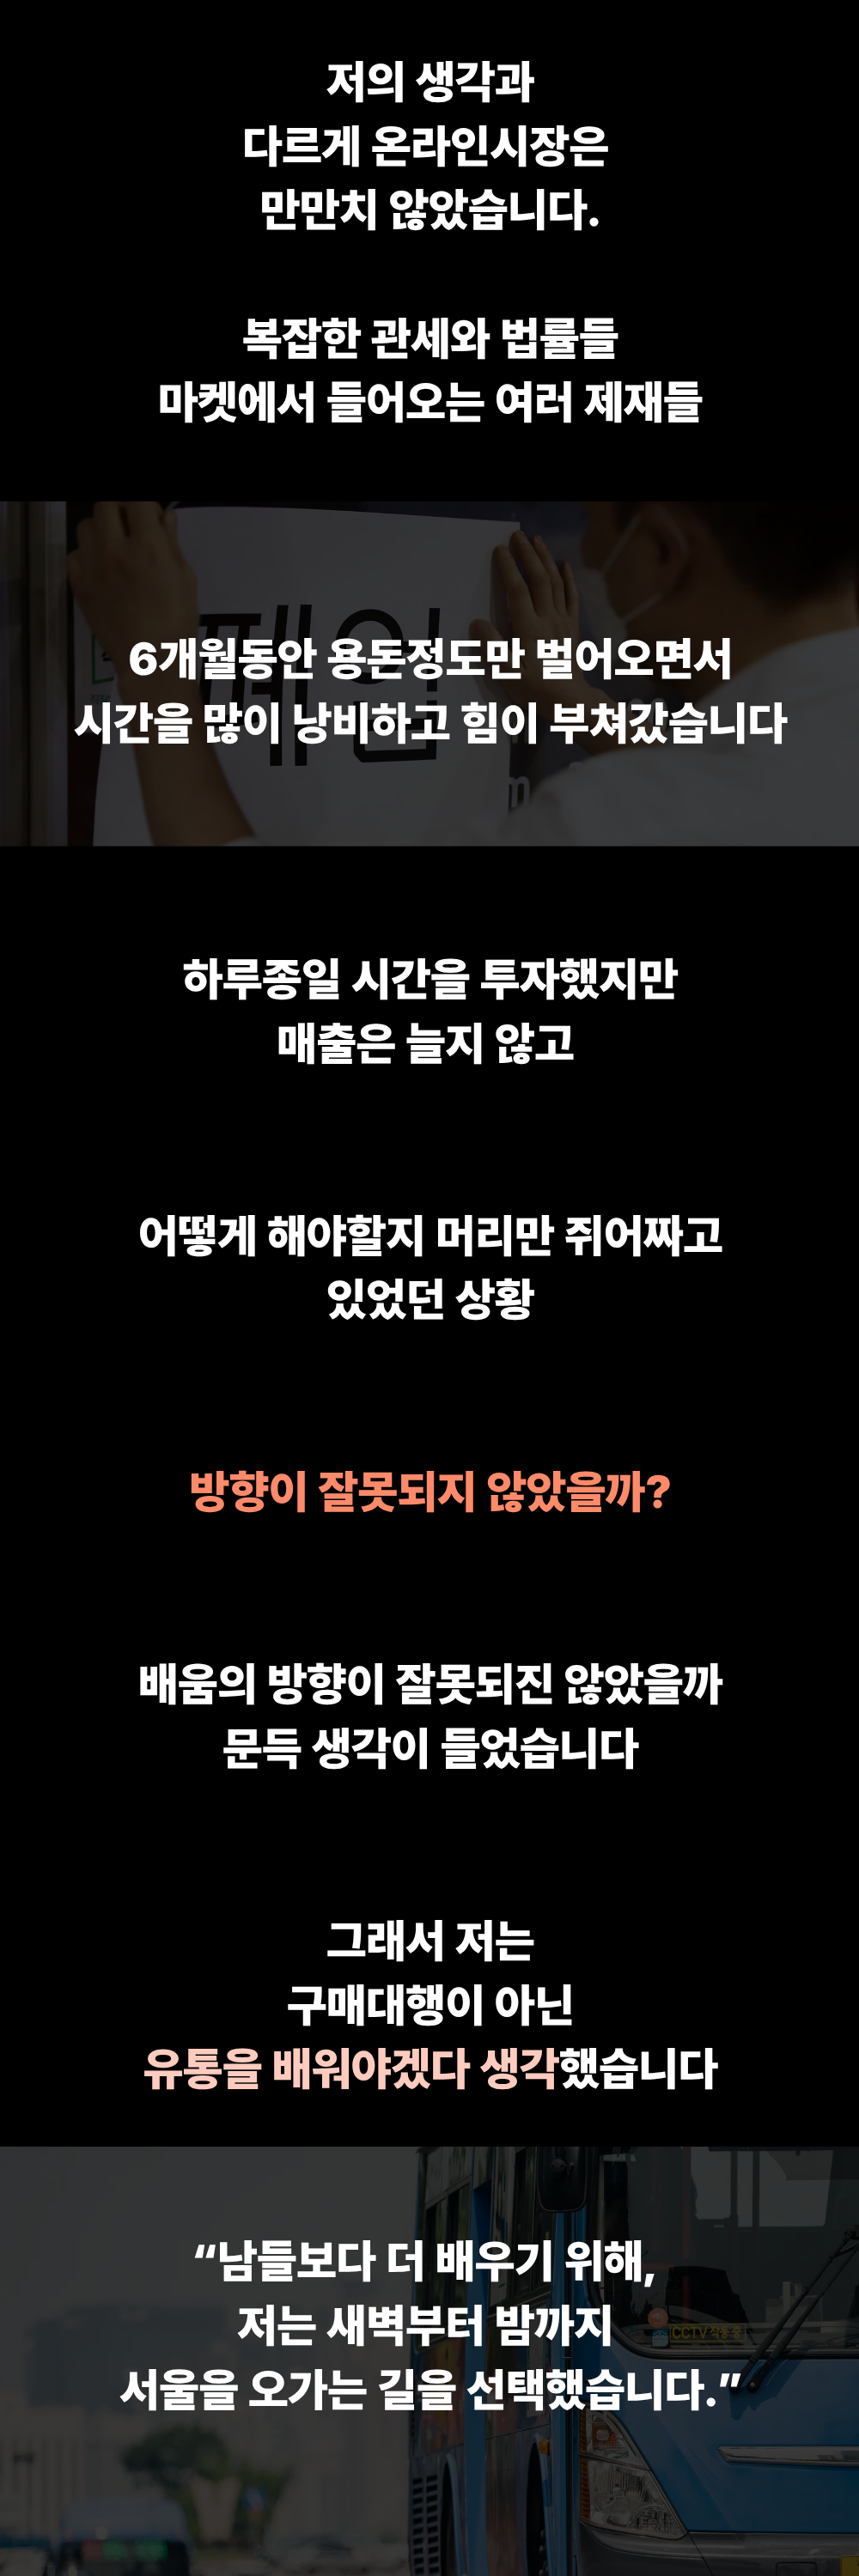 저의 생각과
다르게 온라인시장은
만만치 않았습니다.
복잡한 관세와 법률들
마켓에서 들어오는 여러 제재들
폐업
6개월동안 용돈정도만 벌어오면서
시간을 많이 낭비하고 힘이 부쳐갔습니다
m
하루종일 시간을 투자했지만
매출은 늘지 않고
어떻게 해야할지 머리만 쥐어짜고
있었던 상황
방향이 잘못되지 않았을까?
배움의 방향이 잘못되진 않았을까
문득 생각이 들었습니다
그래서 저는
구매대행이 아닌
유통을 배워야겠다 생각했습니다
“남들보다 더 배우기 위해,
저는 새벽부터 밤까지
CCTV 작동중
서울을 오가는 길을 선택했습니다.”